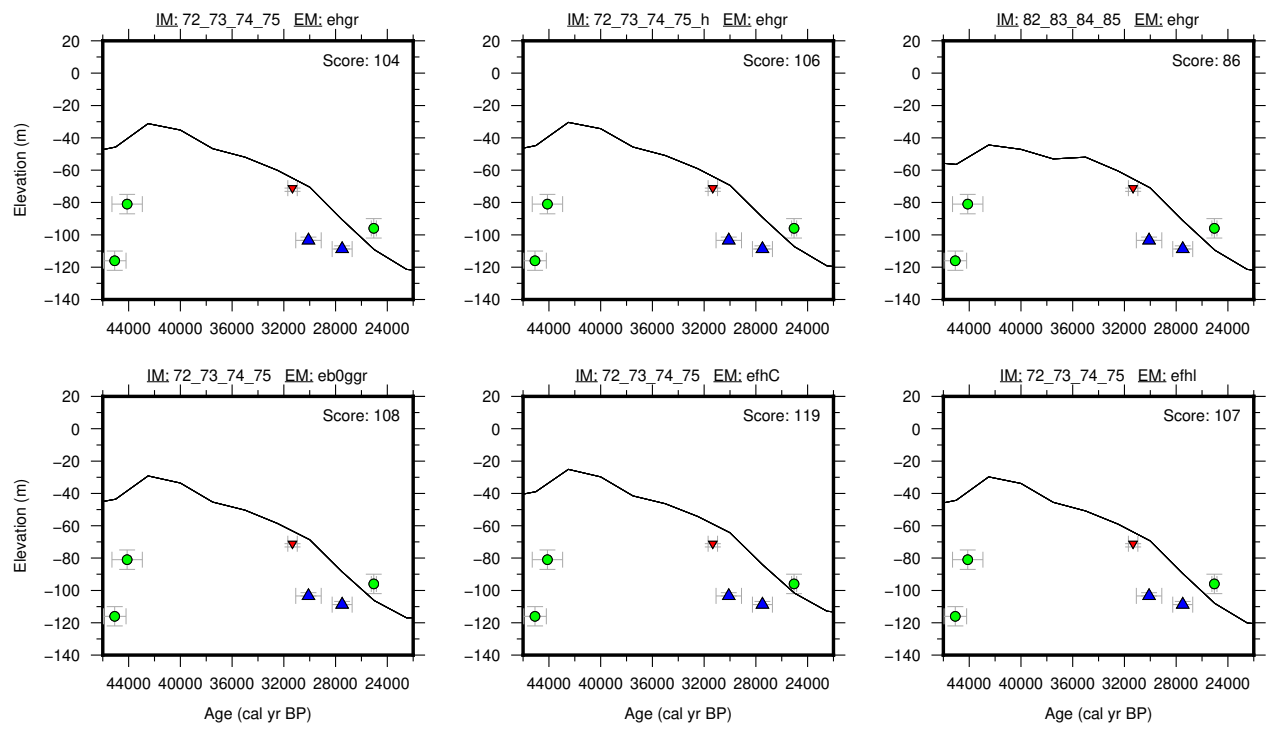 IM: 72_73_74_75 EM: ehgr
IM: 72_73_74_75_h EM: ehgr
IM: 82_83_84_85 EM: ehgr
Score: 104
Score: 106
Score: 86
20
0
−20
−40
−60
−80
−100
−120
−140
Elevation (m)
20
0
−20
−40
−60
−80
−100
−120
−140
20
0
−20
−40
−60
−80
−100
−120
−140
44000 40000 36000 32000 28000 24000
44000 40000 36000 32000 28000 24000
44000 40000 36000 32000 28000 24000
IM: 72_73_74_75 EM: eb0ggr
IM: 72_73_74_75 EM: efhC
IM: 72_73_74_75 EM: efhl
Score: 108
Score: 119
Score: 107
20
0
−20
−40
−60
−80
−100
−120
−140
Elevation (m)
20
0
−20
−40
−60
−80
−100
−120
−140
20
0
−20
−40
−60
−80
−100
−120
−140
44000 40000 36000 32000 28000 24000
44000 40000 36000 32000 28000 24000
44000 40000 36000 32000 28000 24000
Age (cal yr BP)
Age (cal yr BP)
Age (cal yr BP)